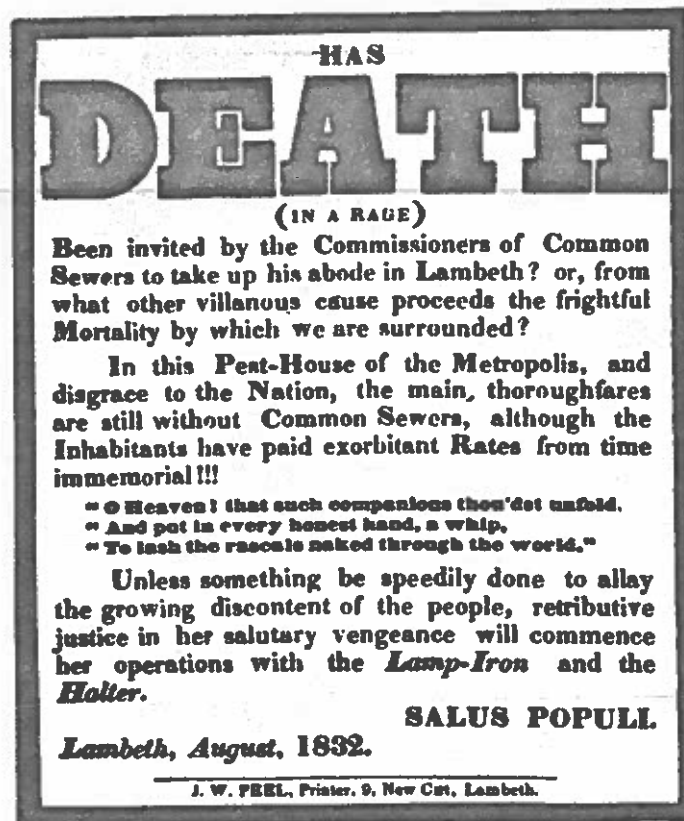 HAS
DEATH
(IN A RAGE)
Been invited by the Commissioners of Common
Sewers to take up his abode in Lambeth? or, from
what other villanous cause proceeds the frightful
Mortality by which we are surrounded?
In this Pest-House of the Metropolis, and
disgrace to the Nation, the main, thoroughfares
are still without Common Sewers, although the
Inhabitants have paid exorbitant Rates from time
immemorial!!!
"O Heaven! that such companions thou'dst unfold,
"And put in every honest hand, a whip,
"To lash the rascals naked through the world."
Unless something be speedily done to allay
the growing discontent of the people, retributive
justice in her salutary vengeance will commence
her operations with the Lamp-Iron and the
Halter.
SALUS POPULI.
Lambeth, August, 1832.
J. W. PEEL, Printer, 9, New Cut, Lambeth.